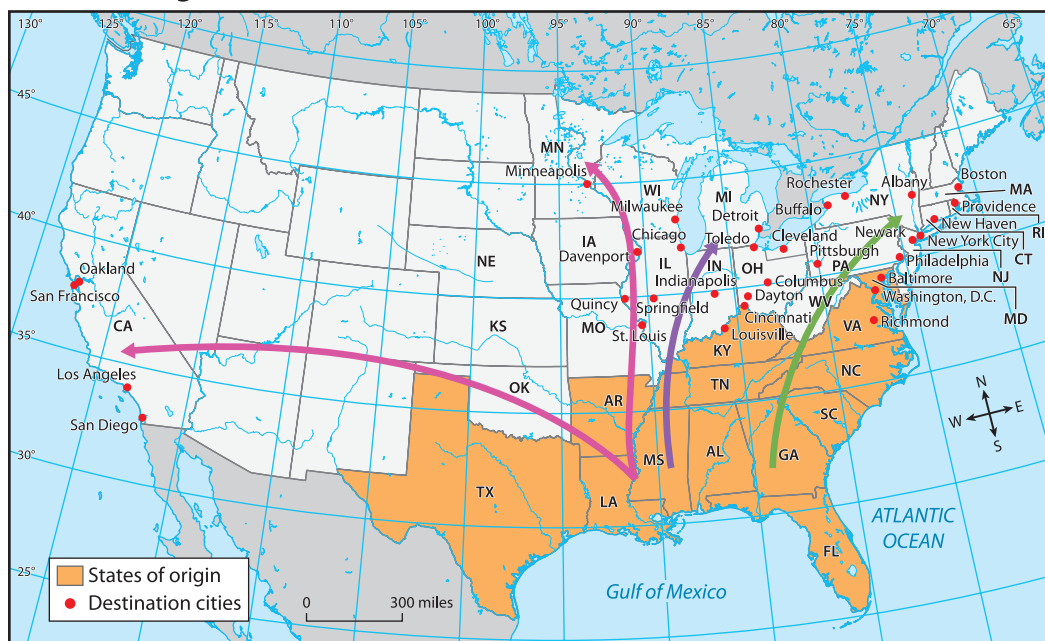 130°
125°
120°
115°
110°
105°
100°
95°
90°
85°
80°
75°
70°
65°
45°
40°
35°
30°
25°
MN
Minneapolis
WI
Milwaukee
MI
Detroit
Chicago
Toledo
Rochester
Buffalo
Albany
NY
Boston
MA
Providence
RI
New Haven
CT
New York City
NJ
Newark
Cleveland
Pittsburgh
PA
Philadelphia
Baltimore
Washington, D.C.
MD
Richmond
IA
Davenport
IL
IN
OH
Indianapolis
Columbus
Dayton
Cincinnati
Louisville
WV
VA
NE
Quincy
Springfield
St. Louis
MO
KS
KY
TN
NC
SC
Oakland
San Francisco
CA
Los Angeles
San Diego
OK
AR
MS
AL
GA
TX
LA
FL
N
W
E
S
ATLANTIC
OCEAN
Gulf of Mexico
States of origin
Destination cities
0
300 miles